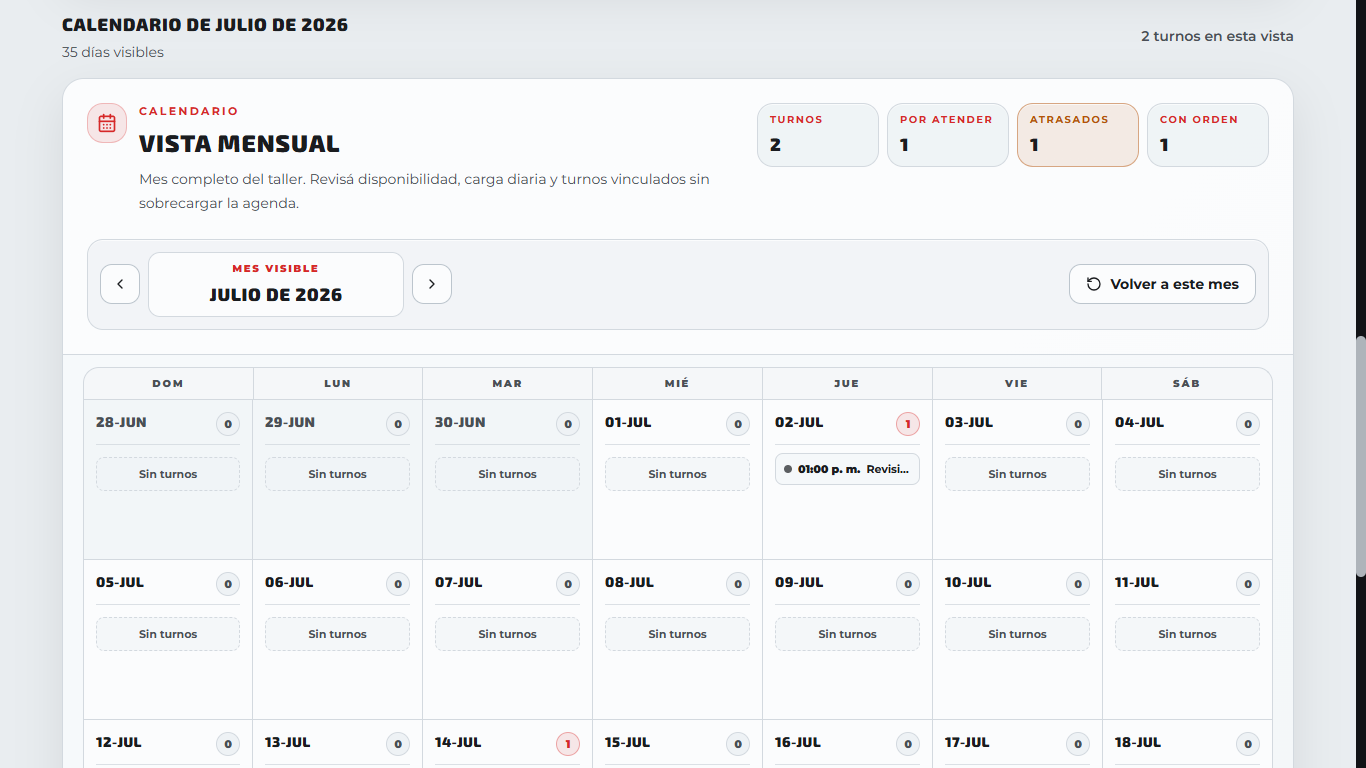 CALENDARIO DE JULIO DE 2026
35 días visibles
2 turnos en esta vista
CALENDARIO
VISTA MENSUAL
Mes completo del taller. Revisá disponibilidad, carga diaria y turnos vinculados sin
sobrecargar la agenda.
TURNOS
2
POR ATENDER
1
ATRASADOS
1
CON ORDEN
1
MES VISIBLE
JULIO DE 2026
Volver a este mes
DOM LUN MAR MIÉ JUE VIE SÁB
28-JUN 0 29-JUN 0 30-JUN 0 01-JUL 0 02-JUL 1 03-JUL 0 04-JUL 0
Sin turnos Sin turnos Sin turnos Sin turnos 01:00 p. m. Revisi... Sin turnos Sin turnos
05-JUL 0 06-JUL 0 07-JUL 0 08-JUL 0 09-JUL 0 10-JUL 0 11-JUL 0
Sin turnos Sin turnos Sin turnos Sin turnos Sin turnos Sin turnos Sin turnos
12-JUL 0 13-JUL 0 14-JUL 1 15-JUL 0 16-JUL 0 17-JUL 0 18-JUL 0